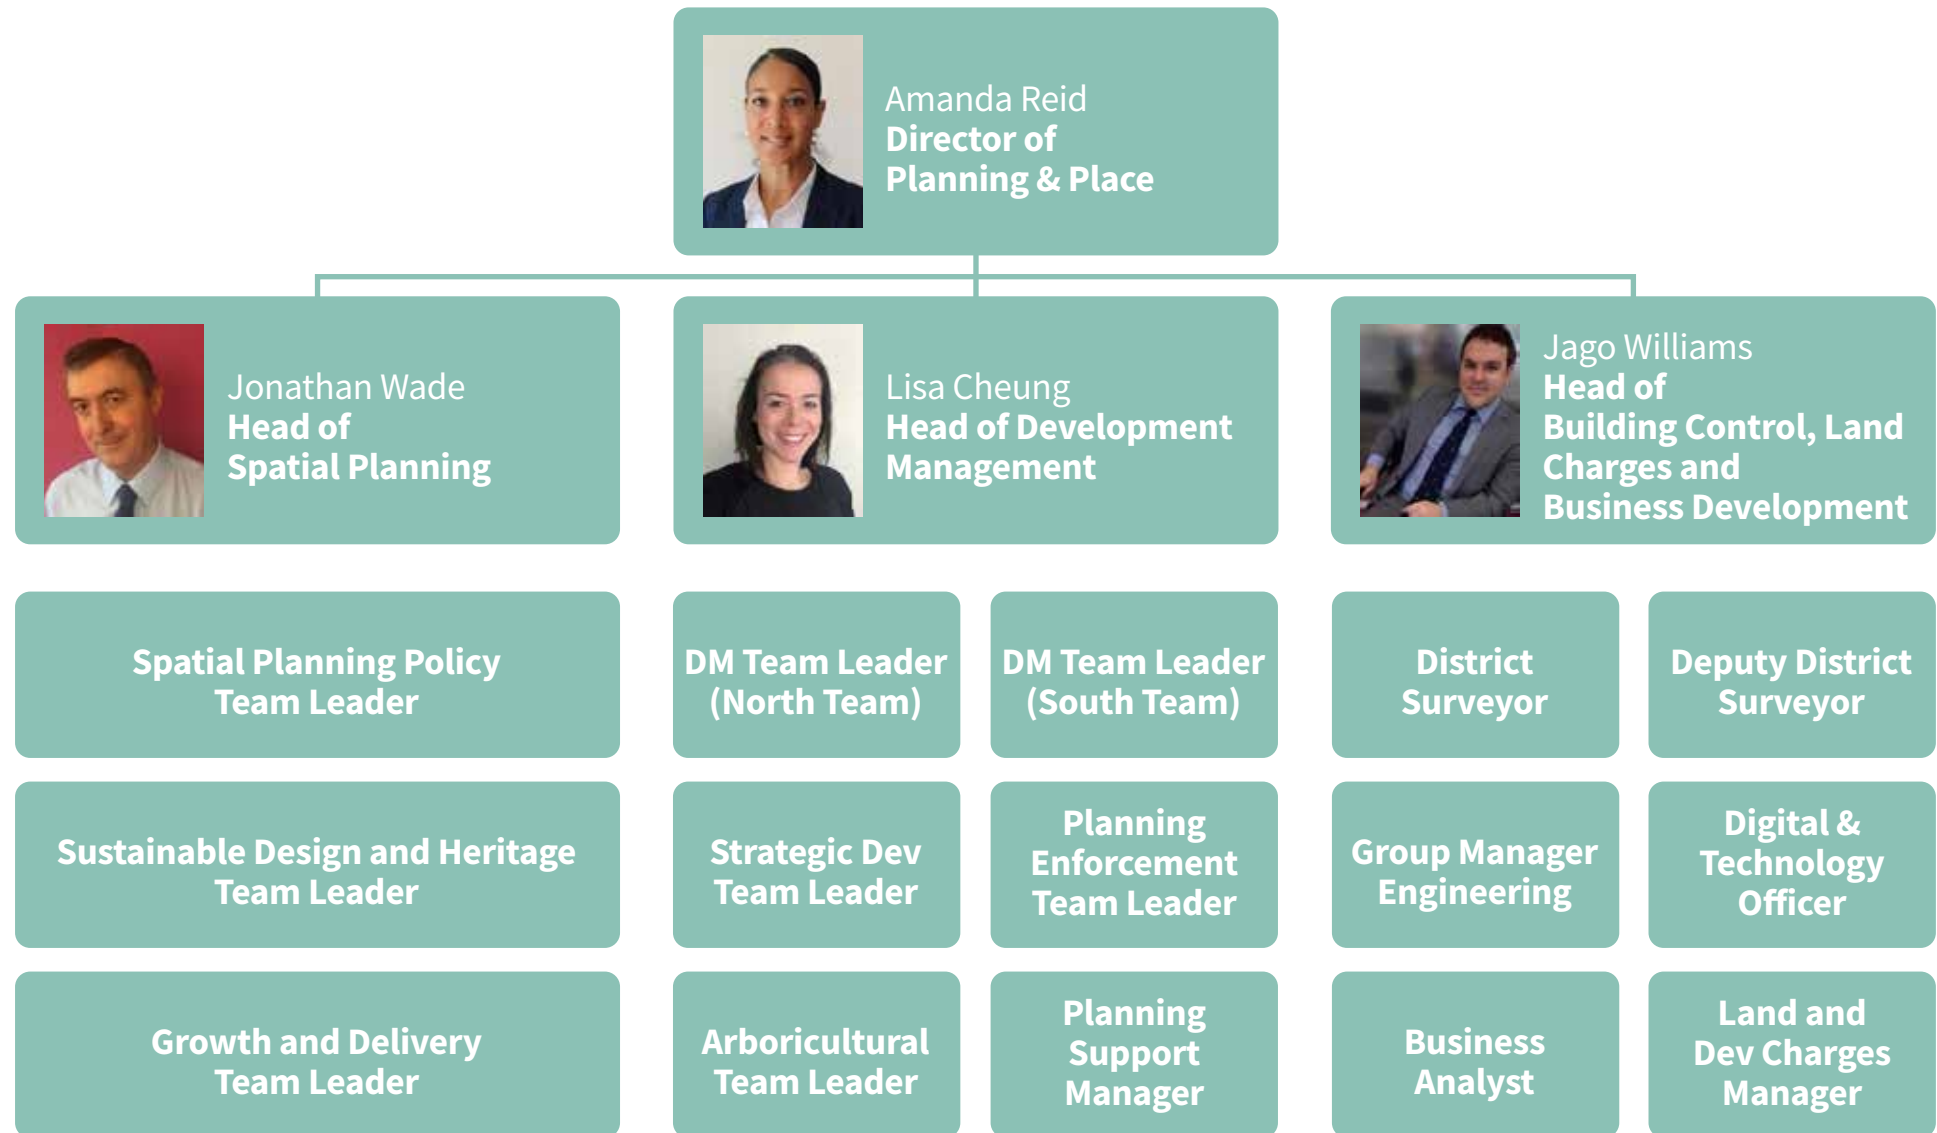 Amanda Reid
Director of
Planning & Place
Jonathan Wade
Head of
Spatial Planning
Lisa Cheung
Head of Development
Management
Jago Williams
Head of
Building Control, Land
Charges and
Business Development
Spatial Planning Policy
Team Leader
DM Team Leader
(North Team)
DM Team Leader
(South Team)
District
Surveyor
Deputy District
Surveyor
Sustainable Design and Heritage
Team Leader
Strategic Dev
Team Leader
Planning
Enforcement
Team Leader
Group Manager
Engineering
Digital &
Technology
Officer
Growth and Delivery
Team Leader
Arboricultural
Team Leader
Planning
Support
Manager
Business
Analyst
Land and
Dev Charges
Manager